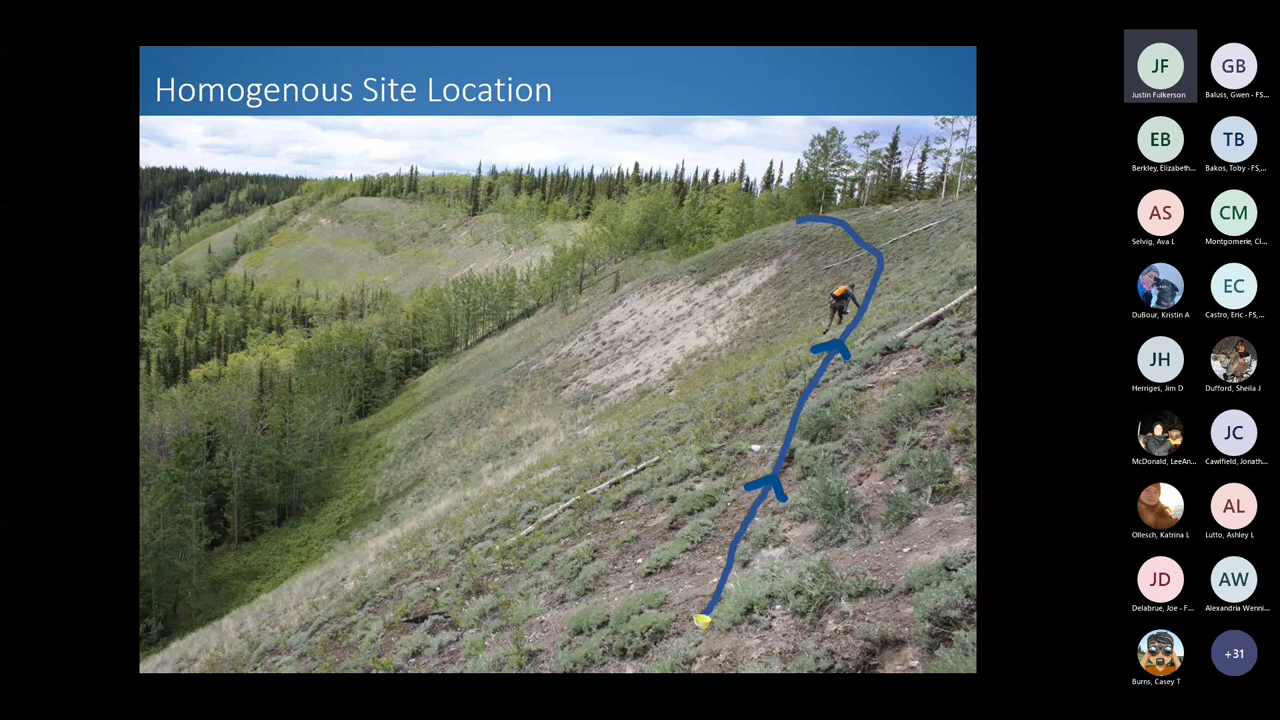 Homogenous Site Location
JF
Justin Fulkerson
GB
Baluss, Gwen - FS...
EB
Berkley, Elizabeth...
TB
Bakos, Toby - FS,...
AS
Selvig, Ava L
CM
Montgomerie, Cl...
DuBour, Kristin A
EC
Castro, Eric - FS,...
JH
Herriges, Jim D
Dufford, Sheila J
McDonald, LeeAn...
JC
Cawlfield, Jonath...
Ollesch, Katrina L
AL
Lutto, Ashley L
JD
Delabrue, Joe - F...
AW
Alexandria Wenni...
Burns, Casey T
+31